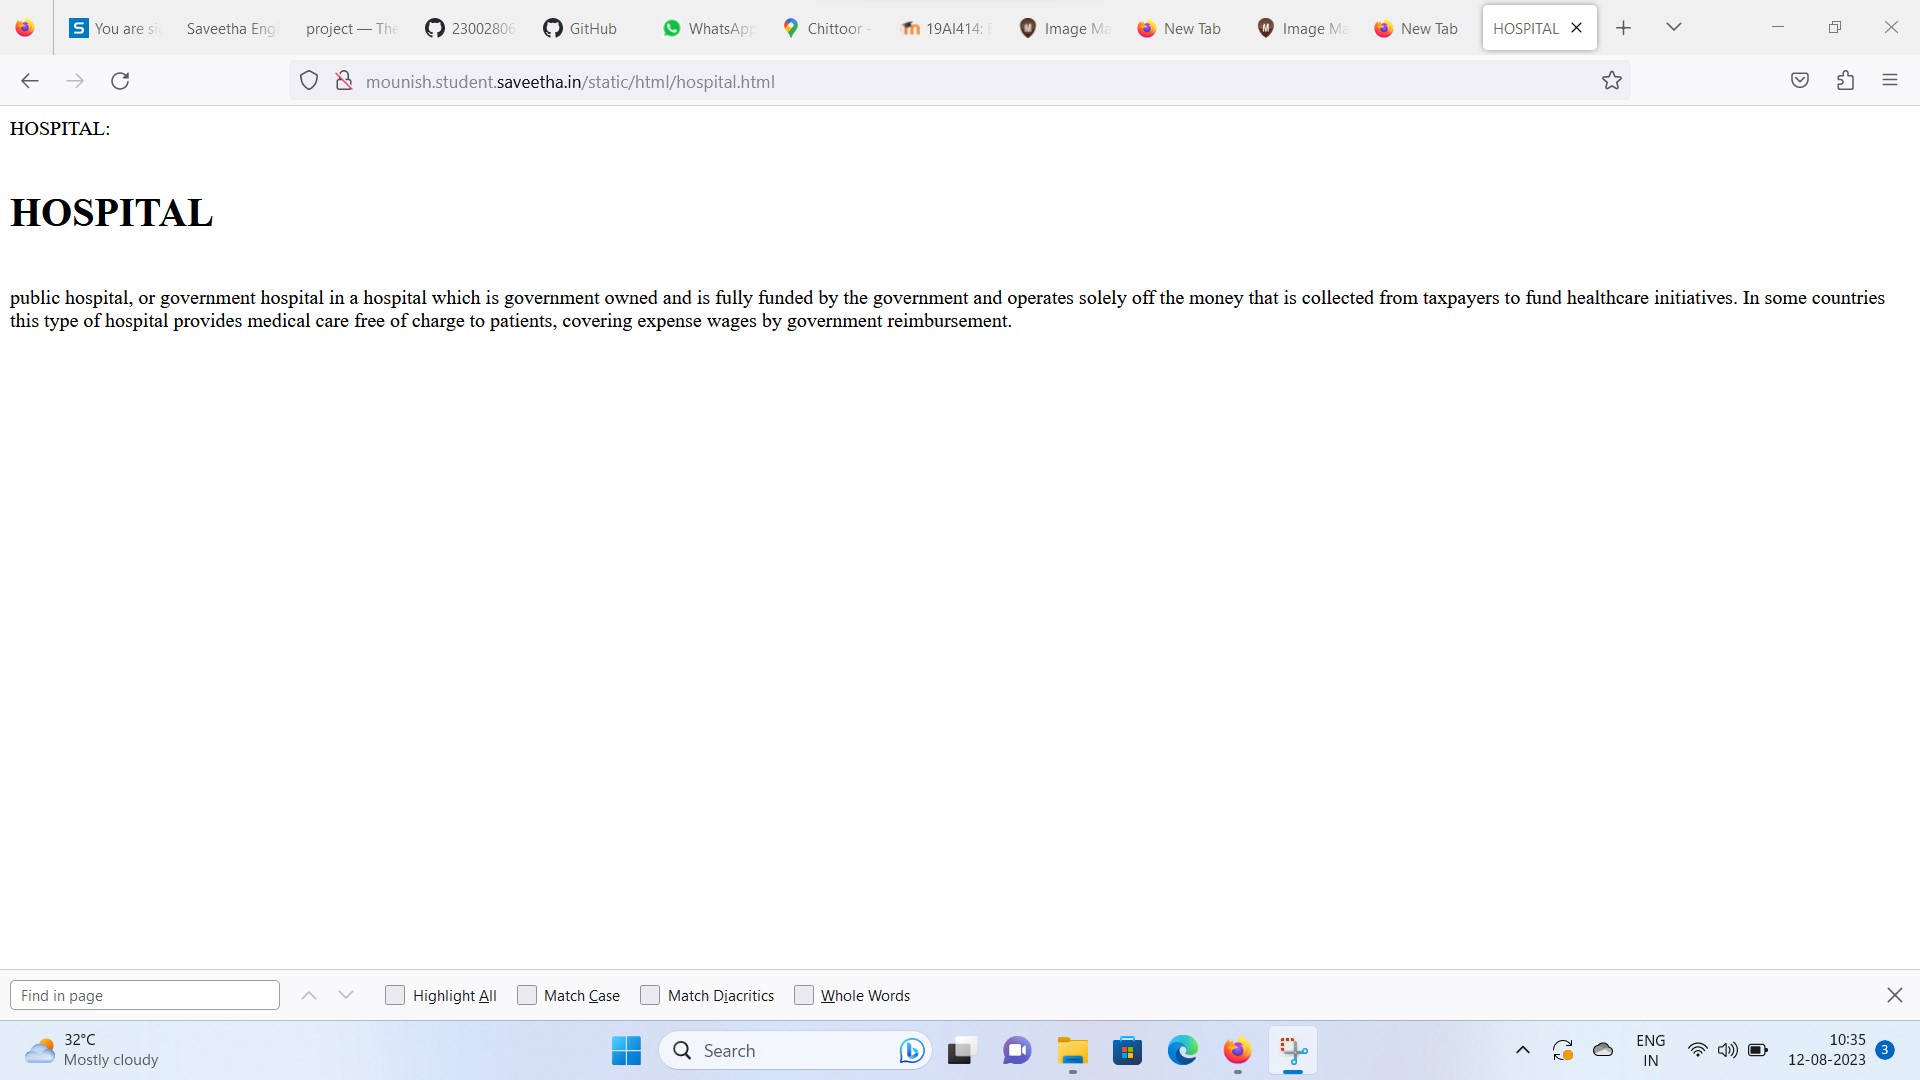 You are si
Saveetha Eng
project — The
23002806
GitHub
WhatsApp
Chittoor -
19AI414:
Image Ma
New Tab
Image Ma
New Tab
HOSPITAL
mounish.student.saveetha.in/static/html/hospital.html
HOSPITAL:
HOSPITAL
public hospital, or government hospital in a hospital which is government owned and is fully funded by the government and operates solely off the money that is collected from taxpayers to fund healthcare initiatives. In some countries
this type of hospital provides medical care free of charge to patients, covering expense wages by government reimbursement.
Find in page
Highlight All
Match Case
Match Diacritics
Whole Words
32°C
Mostly cloudy
Search
ENG
IN
10:35
12-08-2023
3